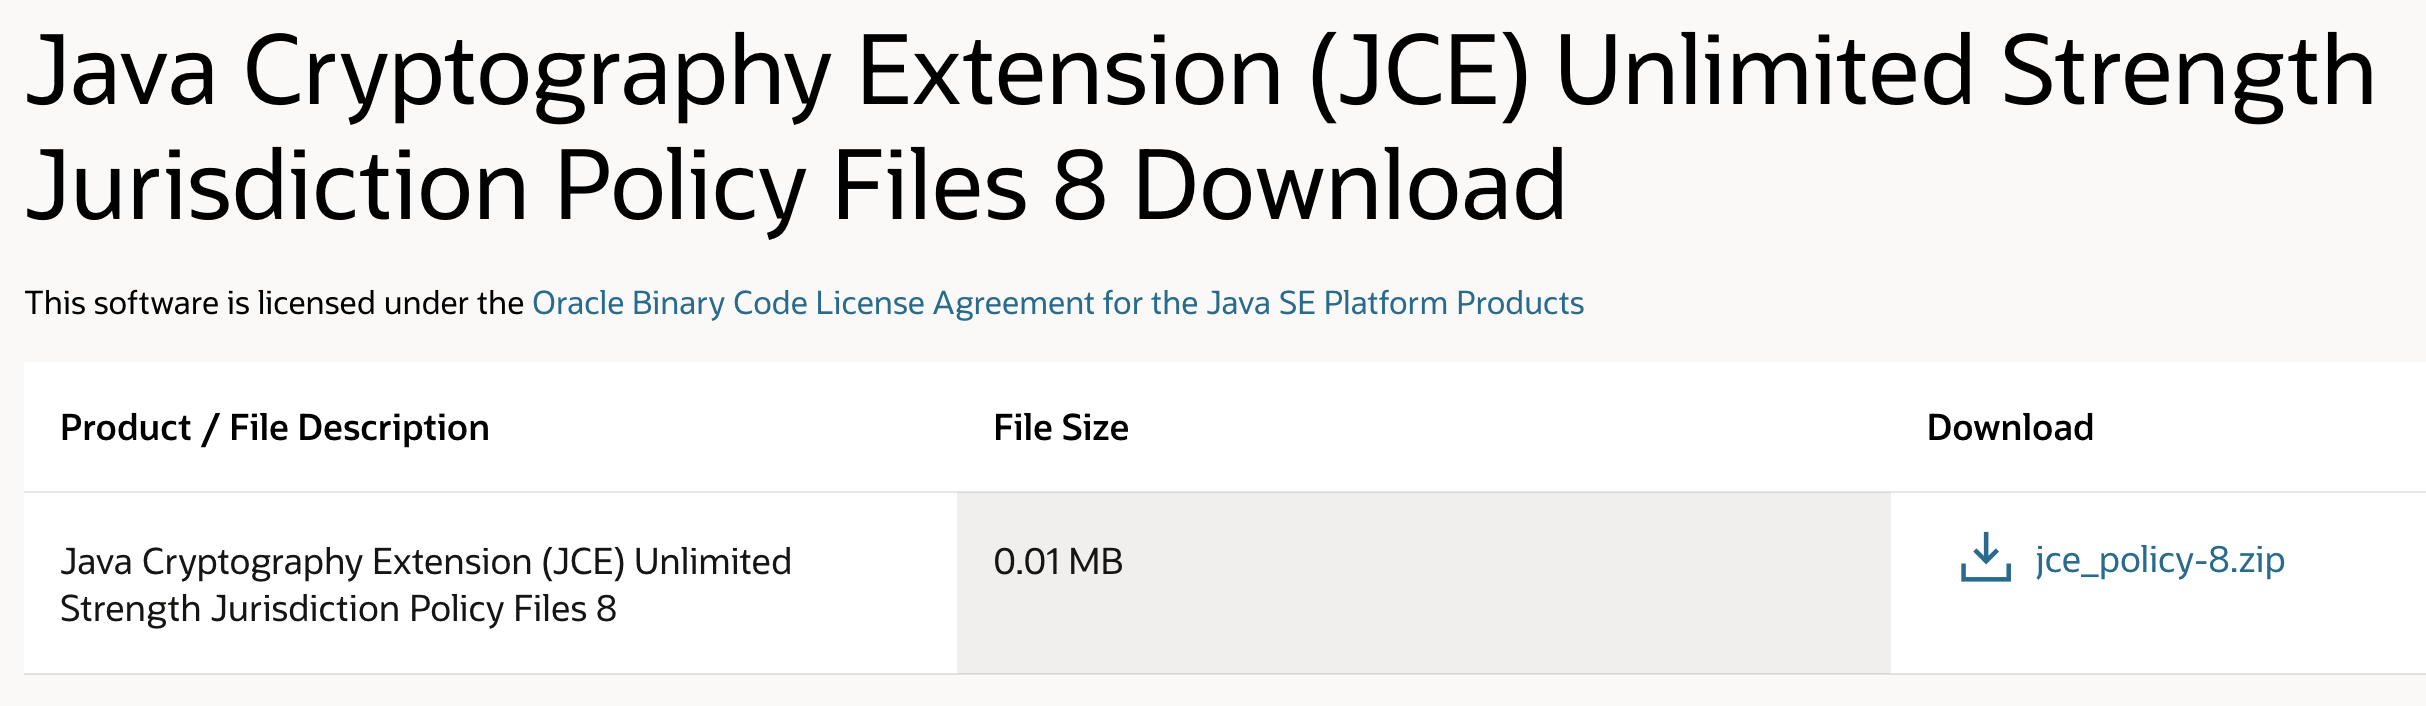 Java Cryptography Extension (JCE) Unlimited Strength
Jurisdiction Policy Files 8 Download
This software is licensed under the Oracle Binary Code License Agreement for the Java SE Platform Products
Product / File Description File Size Download
Java Cryptography Extension (JCE) Unlimited 0.01 MB jce_policy-8.zip
Strength Jurisdiction Policy Files 8